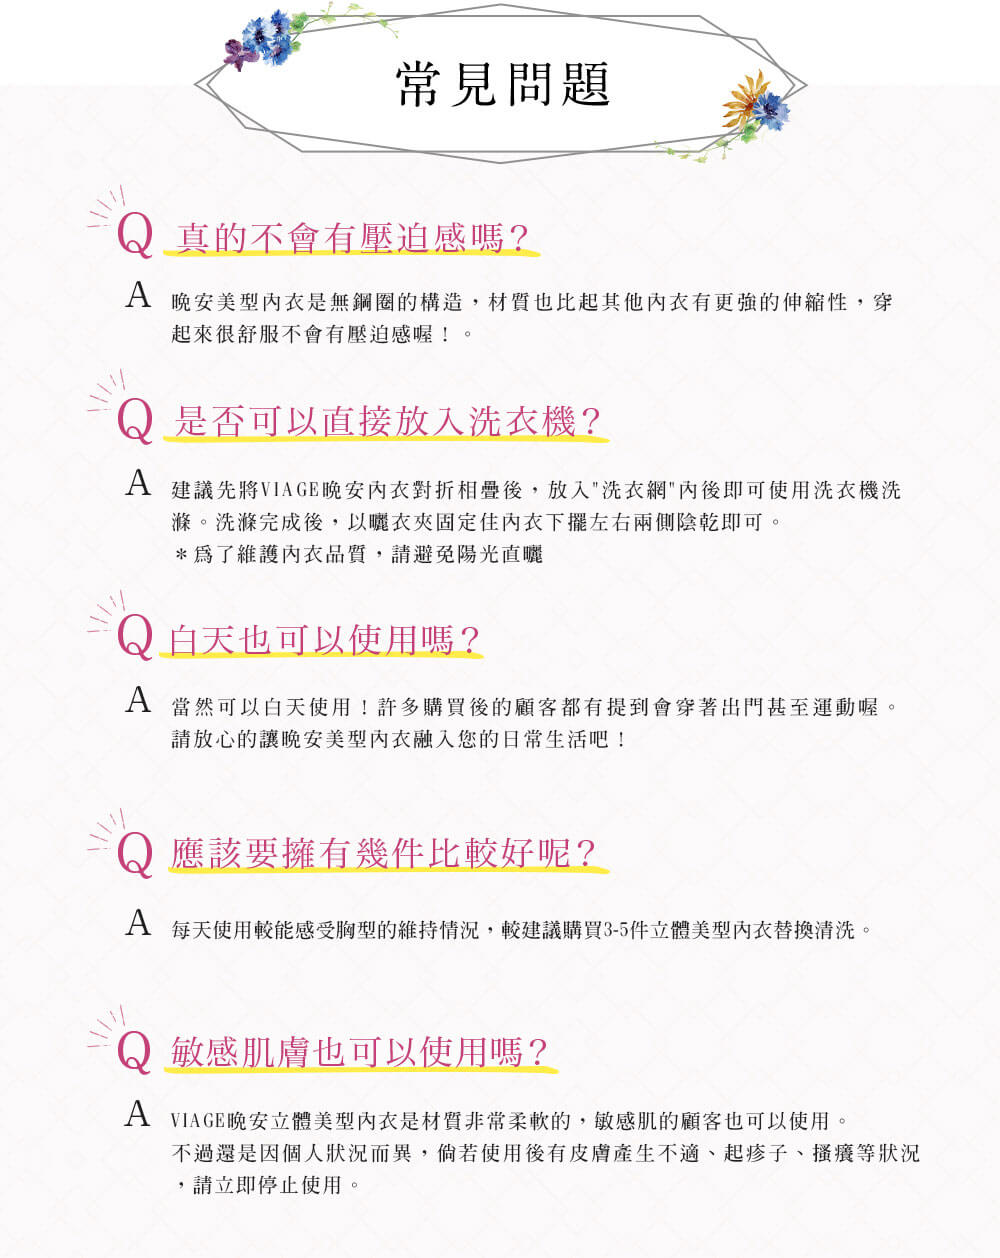 常見問題
Q 真的不會有壓迫感嗎？
A 晚安美型內衣是無鋼圈的構造，材質也比起其他內衣有更強的伸縮性，穿
起來很舒服不會有壓迫感喔！。
Q 是否可以直接放入洗衣機？
A 建議先將VIAGE晚安內衣對折相疊後，放入"洗衣網"內後即可使用洗衣機洗
滌。洗滌完成後，以曬衣夾固定住內衣下擺左右兩側陰乾即可。
＊為了維護內衣品質，請避免陽光直曬
Q 白天也可以使用嗎？
A 當然可以白天使用！許多購買後的顧客都有提到會穿著出門甚至運動喔。
請放心的讓晚安美型內衣融入您的日常生活吧！
Q 應該要擁有幾件比較好呢？
A 每天使用較能感受胸型的維持情況，較建議購買3-5件立體美型內衣替換清洗。
Q 敏感肌膚也可以使用嗎？
A VIAGE晚安立體美型內衣是材質非常柔軟的，敏感肌的顧客也可以使用。
不過還是因個人狀況而異，倘若使用後有皮膚產生不適、起疹子、搔癢等狀況
，請立即停止使用。